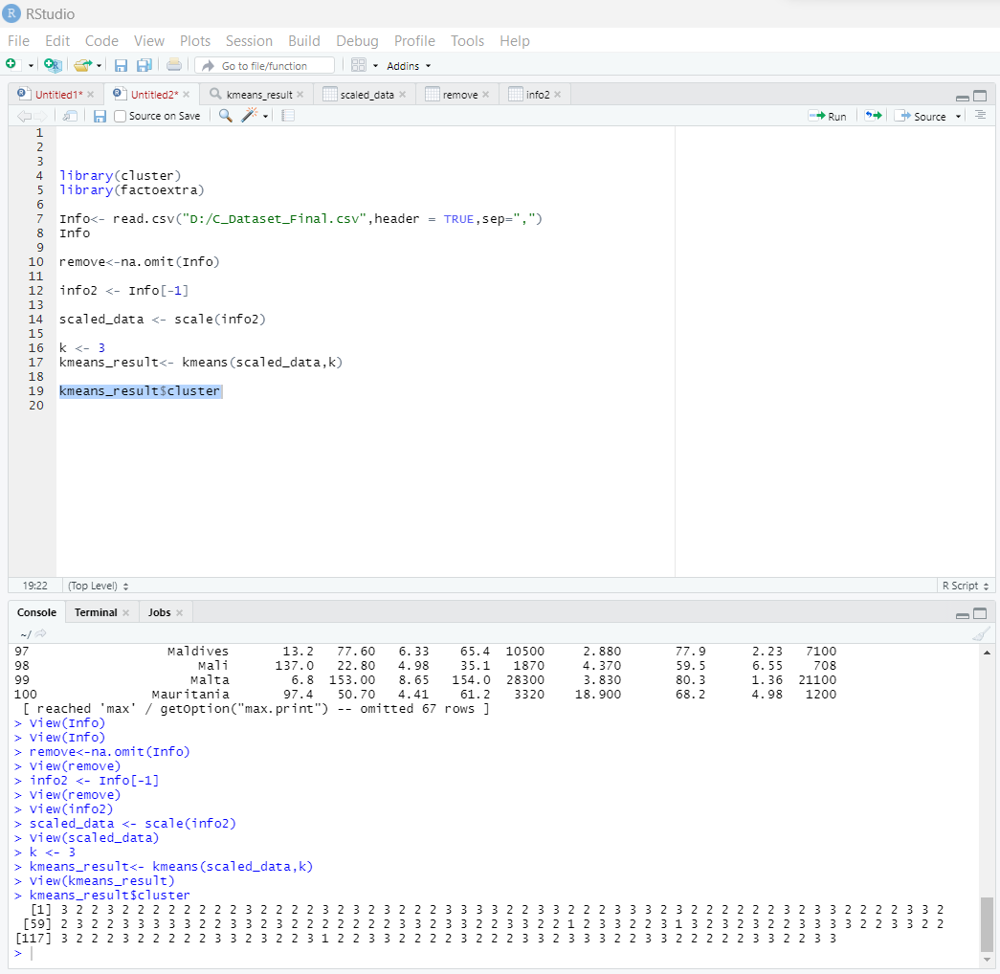 RStudio
File Edit Code View Plots Session Build Debug Profile Tools Help
Go to file/function Addins
Untitled1* Untitled2* kmeans_result scaled_data remove info2
Source on Save Run Source
1
2
3
4 library(cluster)
5 library(factoextra)
6
7 Info<- read.csv("D:/C_Dataset_Final.csv",header = TRUE,sep=",")
8 Info
9
10 remove<-na.omit(Info)
11
12 info2 <- Info[-1]
13
14 scaled_data <- scale(info2)
15
16 k <- 3
17 kmeans_result<- kmeans(scaled_data,k)
18
19 kmeans_result$cluster
20
19:22 (Top Level) R Script
Console Terminal Jobs
~/
97 Maldives 13.2 77.60 6.33 65.4 10500 2.880 77.9 2.23 7100
98 Mali 137.0 22.80 4.98 35.1 1870 4.370 59.5 6.55 708
99 Malta 6.8 153.00 8.65 154.0 28300 3.830 80.3 1.36 21100
100 Mauritania 97.4 50.70 4.41 61.2 3320 18.900 68.2 4.98 1200
[ reached 'max' / getOption("max.print") -- omitted 67 rows ]
> View(Info)
> View(Info)
> remove<-na.omit(Info)
> View(remove)
> info2 <- Info[-1]
> View(remove)
> View(info2)
> scaled_data <- scale(info2)
> View(scaled_data)
> k <- 3
> kmeans_result<- kmeans(scaled_data,k)
> View(kmeans_result)
> kmeans_result$cluster
[1] 3 2 2 3 2 2 2 2 2 2 2 2 3 2 2 2 2 3 2 3 2 3 2 2 2 3 3 3 3 2 2 3 3 2 2 2 3 3 3 2 3 2 2 2 2 2 2 3 2 3 3 2 2 2 2 3 3 2
[59] 2 3 2 2 3 3 3 3 3 2 2 3 3 2 3 2 2 2 2 2 2 2 3 3 2 3 3 2 2 3 3 2 2 1 2 3 3 2 2 3 1 3 2 3 2 3 2 2 3 3 3 3 2 2 3 3 2 2
[117] 3 2 2 2 3 2 2 2 2 2 3 3 2 3 2 2 3 1 2 2 3 3 2 2 2 2 3 2 2 2 3 3 2 3 3 3 2 2 3 3 2 2 2 2 2 3 3 2 2 3 3
>